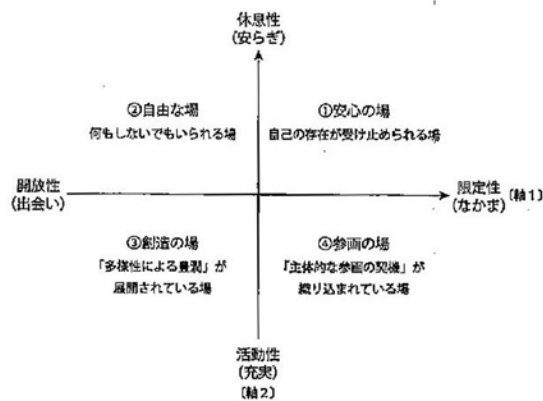 休息性
(安らぎ)
②自由な場
何もしないでもいられる場
①安心の場
自己の存在が受け止められる場
開放性
(出会い)
限定性
(なかま)
〔軸1〕
③創造の場
「多様性による豊潤」が
展開されている場
④参画の場
『主体的な参画の契機」が
織り込まれている場
活動性
(充実)
〔軸2〕